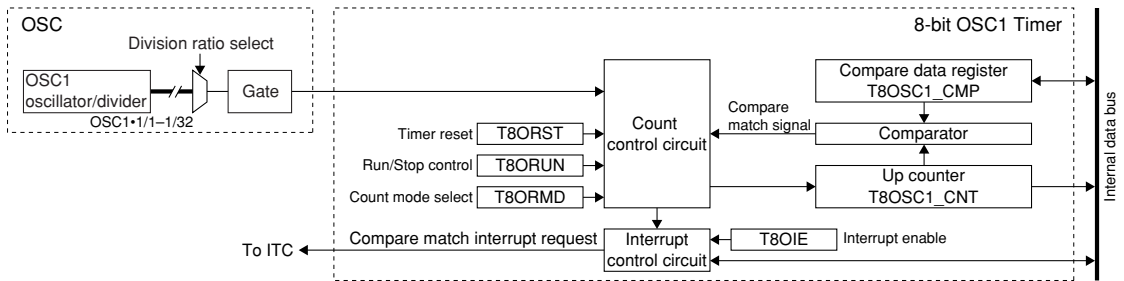 OSC
8-bit OSC1 Timer
Division ratio select
OSC1
oscillator/divider
OSC1•1/1–1/32
Gate
Timer reset
T8ORST
Run/Stop control
T8ORUN
Count mode select
T8ORMD
Count
control circuit
Compare
match signal
Compare data register
T8OSC1_CMP
Comparator
Up counter
T8OSC1_CNT
Internal data bus
To ITC
Compare match interrupt request
Interrupt
control circuit
T8OIE
Interrupt enable